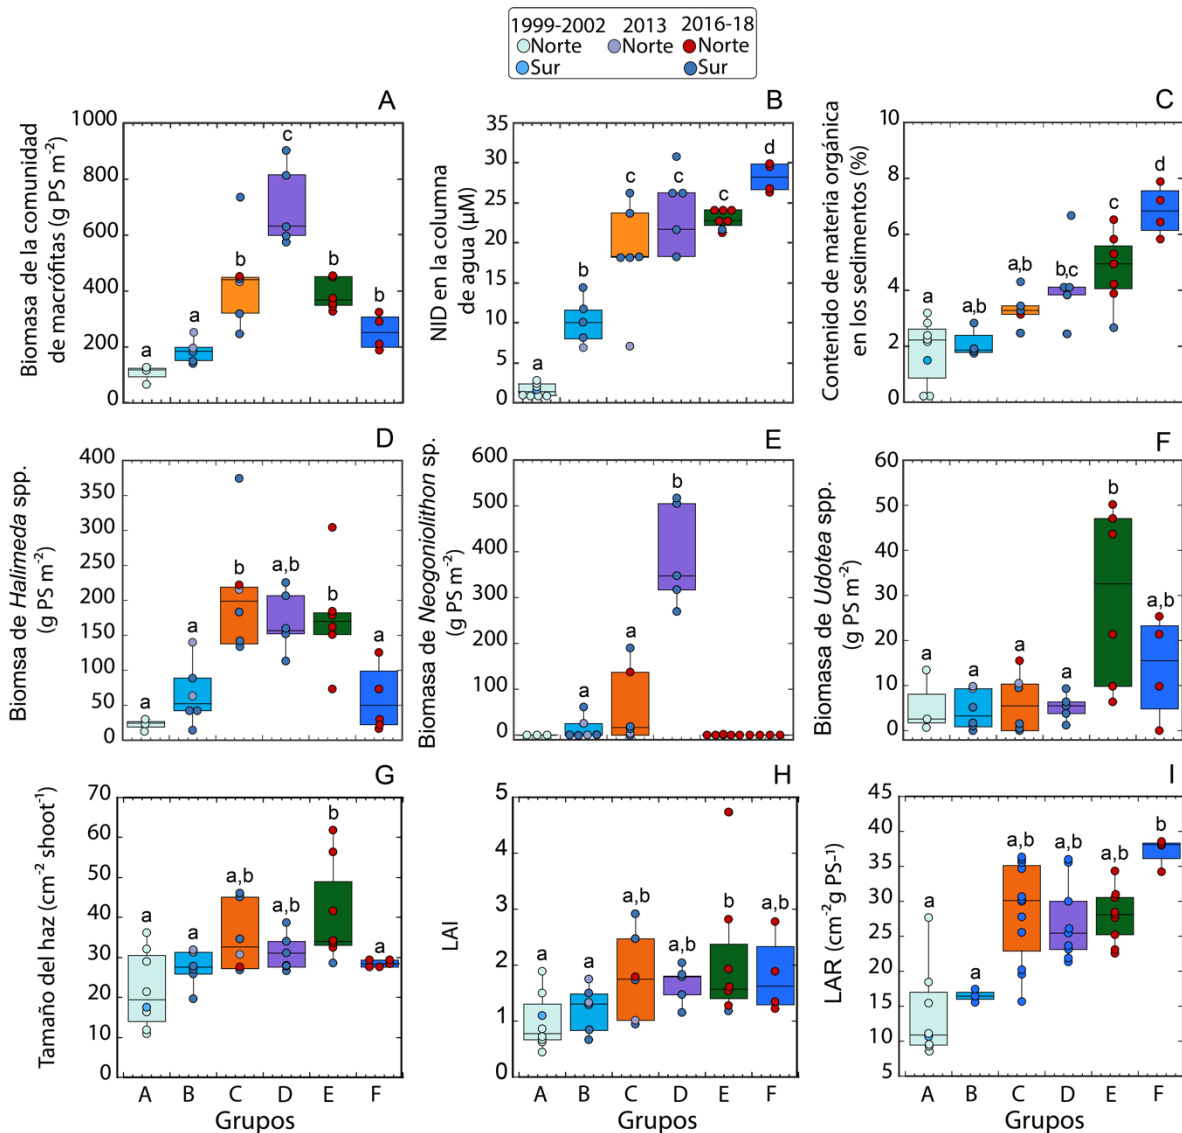 1999-2002 2013 2016-18
Norte Norte Norte
Sur Sur
A
Biomasa de la comunidad
de macrófitas (g PS m-2)
1000
800
600
400
200
0
a
a
b
c
b
b
B
NID en la columna
de agua (µM)
35
30
25
20
15
10
5
0
a
b
c
c
c
d
C
Contenido de materia orgánica
en los sedimentos (%)
10
8
6
4
2
0
a
a,b
a,b
b,c
c
d
D
Biomasa de Halimeda spp.
(g PS m-2)
400
350
300
250
200
150
100
50
0
a
a
b
a,b
b
a
E
Biomasa de Neogoniolithon sp.
(g PS m-2)
600
500
400
300
200
100
0
a
a
b
F
Biomasa de Udotea spp.
(g PS m-2)
60
50
40
30
20
10
0
a
a
a
a
b
a,b
G
Tamaño del haz (cm-2 shoot-1)
70
60
50
40
30
20
10
0
a
a
a,b
a,b
b
a
A B C D E F
Grupos
H
LAI
5
4
3
2
1
0
a
a
a,b
a,b
b
a,b
A B C D E F
Grupos
I
LAR (cm-2g PS-1)
45
40
35
30
25
20
15
10
5
a
a
a,b
a,b
a,b
b
A B C D E F
Grupos